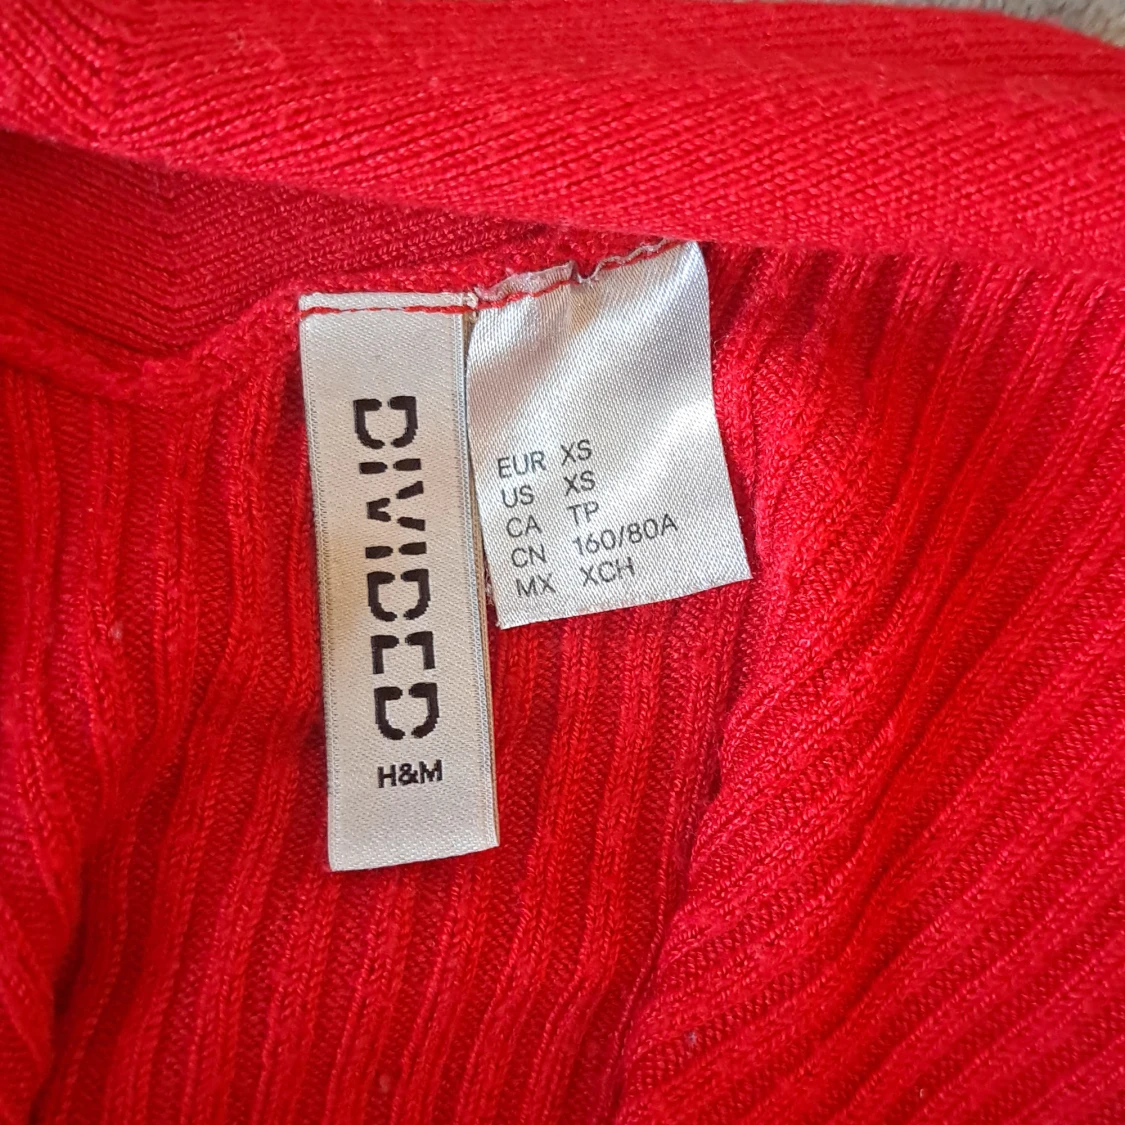 DIVIDED
H&M
EUR XS
US XS
CA TP
CN 160/80A
MX XCH